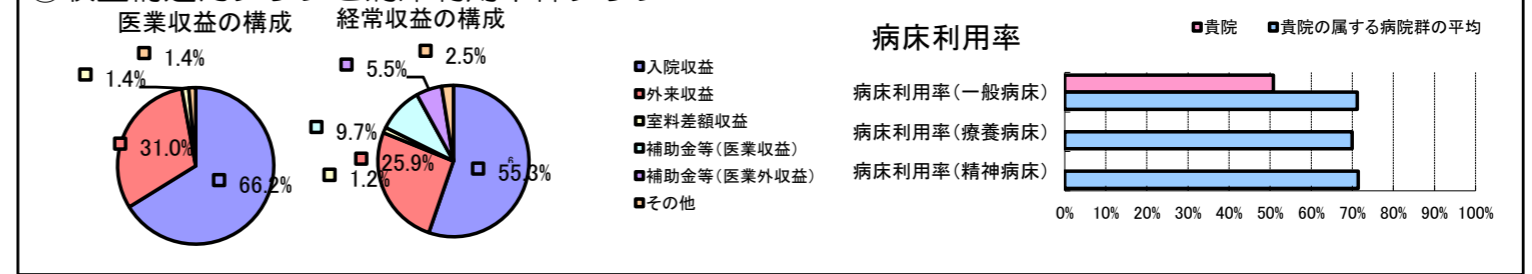 医業収益の構成
1.4%
1.4%
31.0%
66.2%
経常収益の構成
2.5%
5.5%
9.7%
25.9%
1.2%
55.3%
入院収益
外来収益
室料差額収益
補助金等(医業収益)
補助金等(医業外収益)
その他
病床利用率
貴院
貴院の属する病院群の平均
病床利用率(一般病床)
病床利用率(療養病床)
病床利用率(精神病床)
0% 10% 20% 30% 40% 50% 60% 70% 80% 90% 100%